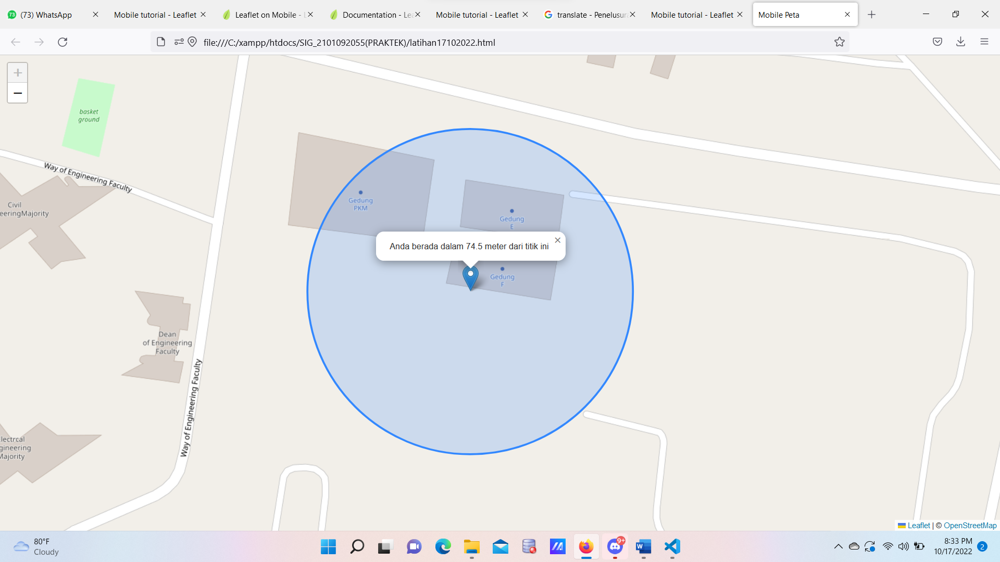 (73) WhatsApp
Mobile tutorial - Leaflet
Leaflet on Mobile - L
Documentation - Lea
Mobile tutorial - Leaflet
translate - Penelusura
Mobile tutorial - Leaflet
Mobile Peta
file:///C:/xampp/htdocs/SIG_2101092055(PRAKTEK)/latihan17102022.html
+
−
basket
ground
Way of Engineering Faculty
Civil
eeringMajority
Gedung
PKM
Gedung
E
Anda berada dalam 74.5 meter dari titik ini
×
Gedung
F
Dean
of Engineering
Faculty
Way of Engineering Faculty
lectrcal
gineering
Majority
Leaflet | © OpenStreetMap
80°F
Cloudy
9+
8:33 PM
10/17/2022
2